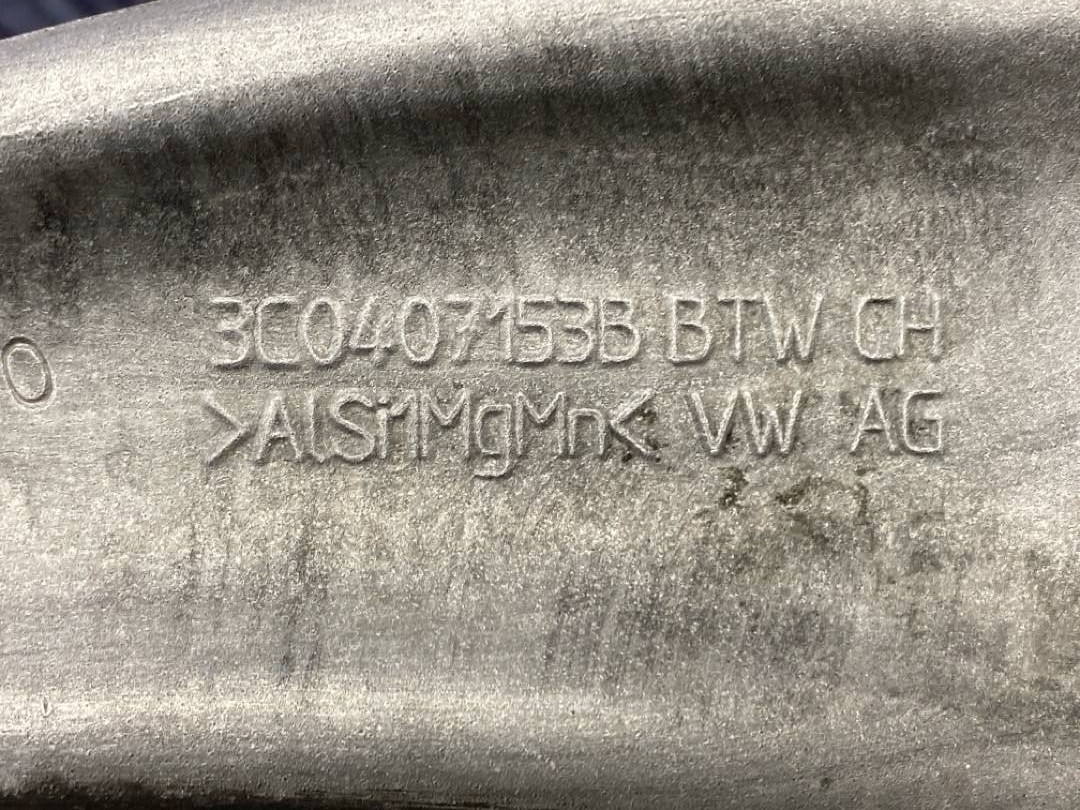 3C0407153B BTW CH
>AlSi1MgMn< VW AG
O